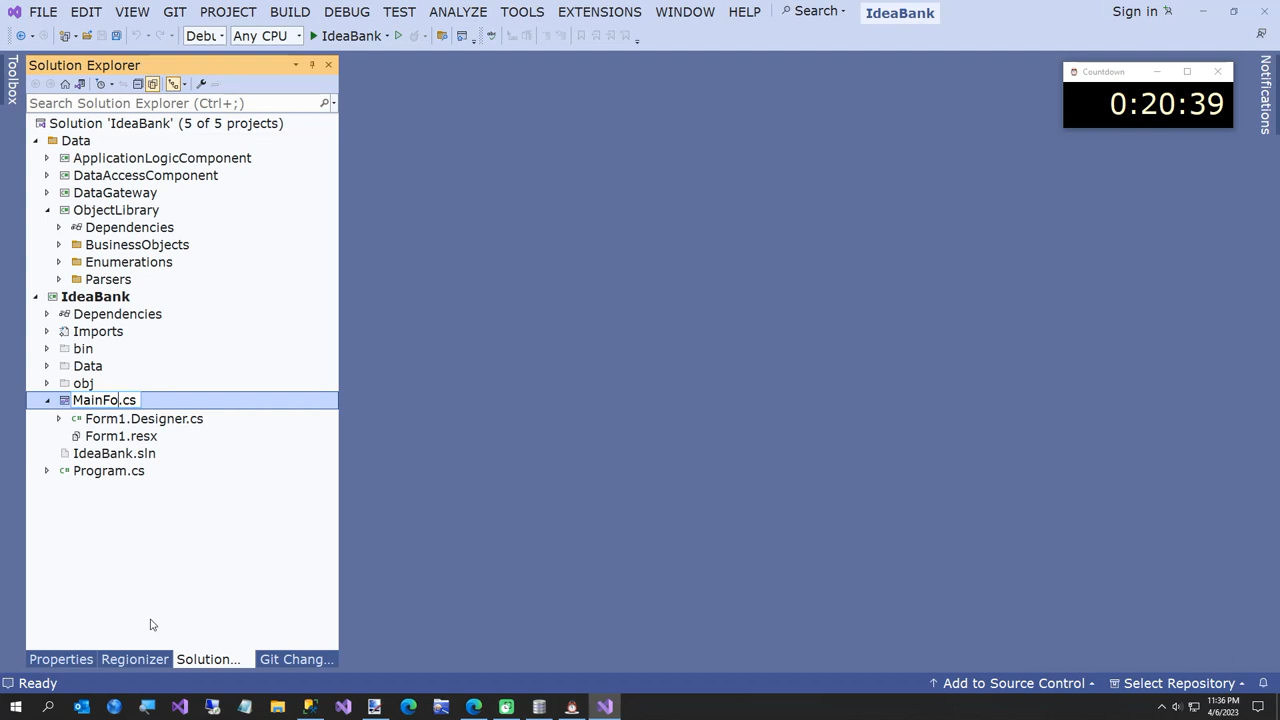 FILE EDIT VIEW GIT PROJECT BUILD DEBUG TEST ANALYZE TOOLS EXTENSIONS WINDOW HELP Search IdeaBank Sign in
Debu Any CPU IdeaBank
Toolbox
Solution Explorer
Search Solution Explorer (Ctrl+;)
Solution 'IdeaBank' (5 of 5 projects)
Data
ApplicationLogicComponent
DataAccessComponent
DataGateway
ObjectLibrary
Dependencies
BusinessObjects
Enumerations
Parsers
IdeaBank
Dependencies
Imports
bin
Data
obj
MainFo.cs
Form1.Designer.cs
Form1.resx
IdeaBank.sln
Program.cs
Properties Regionizer Solution... Git Chang...
Countdown
0:20:39
Notifications
Ready Add to Source Control Select Repository
11:36 PM
4/6/2023